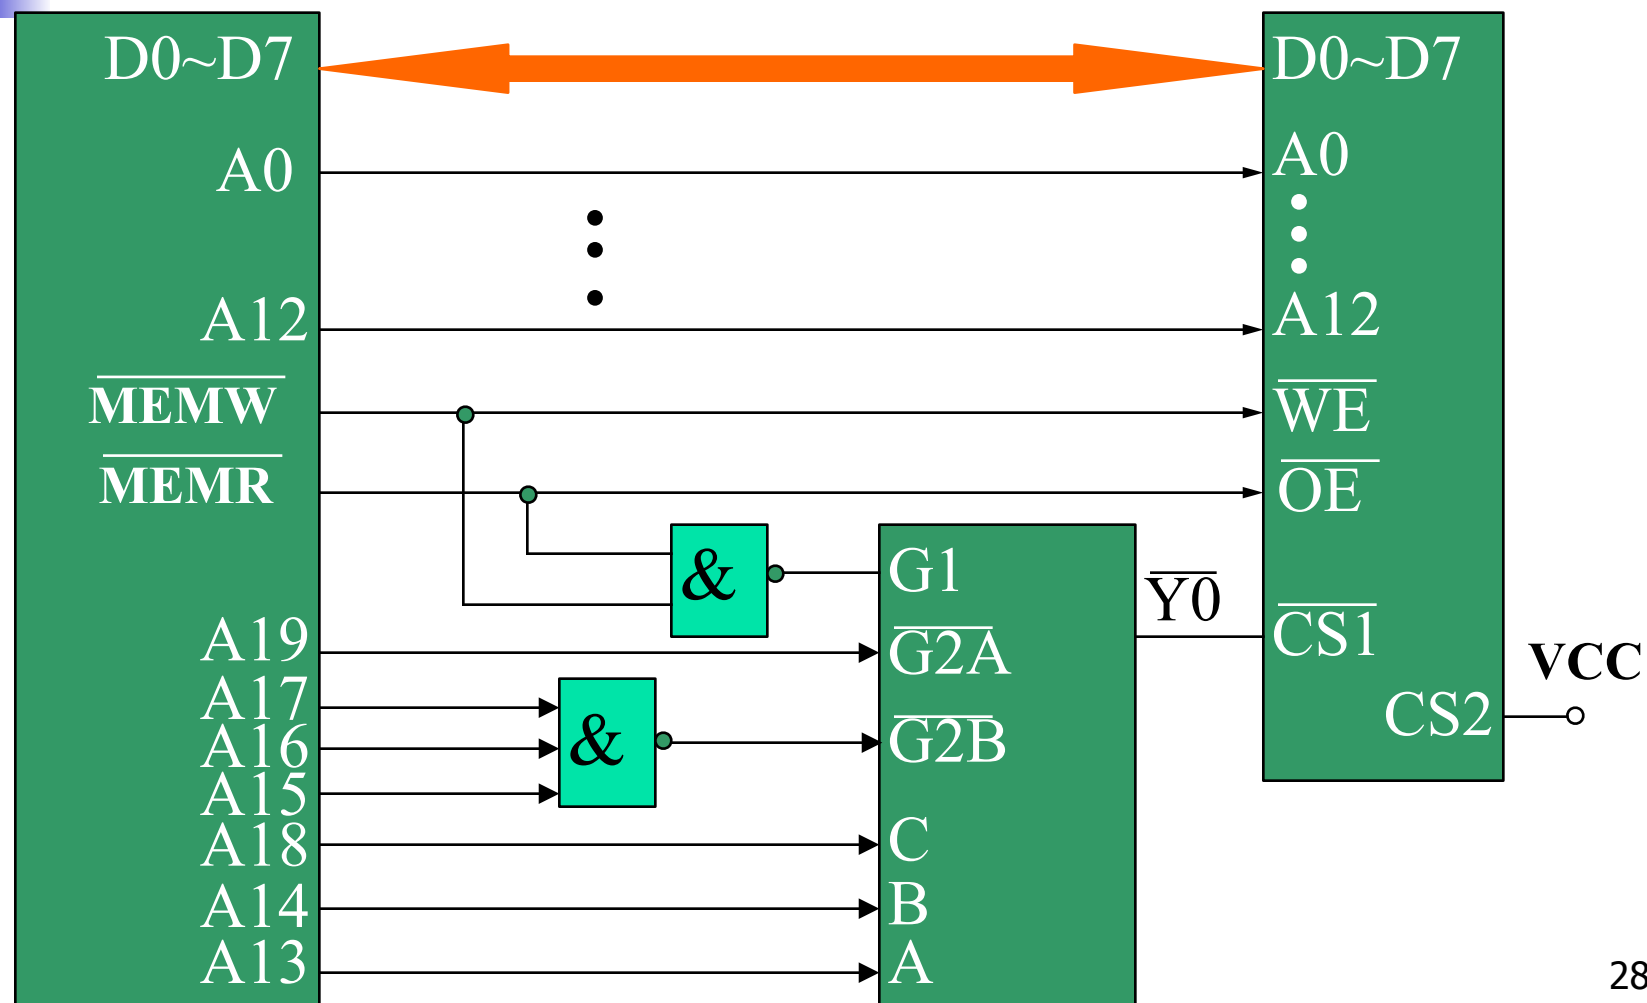 D0~D7
A0
A12
MEMW
MEMR
A19
A17
A16
A15
A18
A14
A13
&
&
G1
G2A
G2B
C
B
A
Y0
D0~D7
A0
A12
WE
OE
CS1
CS2
VCC
28